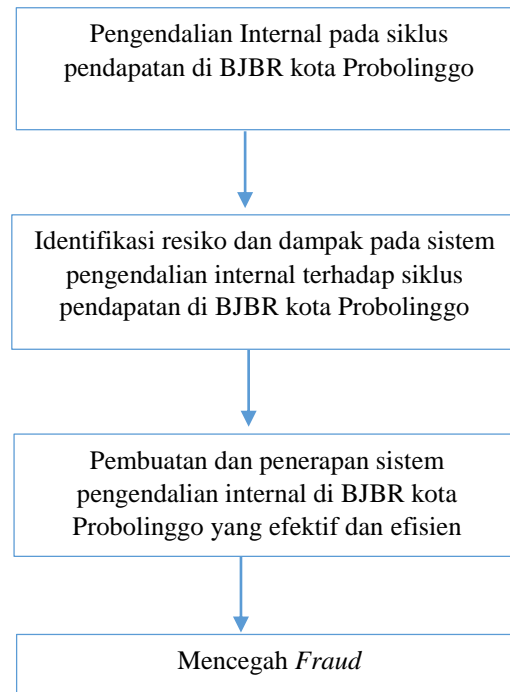 Pengendalian Internal pada siklus
pendapatan di BJBR kota Probolinggo
Identifikasi resiko dan dampak pada sistem
pengendalian internal terhadap siklus
pendapatan di BJBR kota Probolinggo
Pembuatan dan penerapan sistem
pengendalian internal di BJBR kota
Probolinggo yang efektif dan efisien
Mencegah Fraud